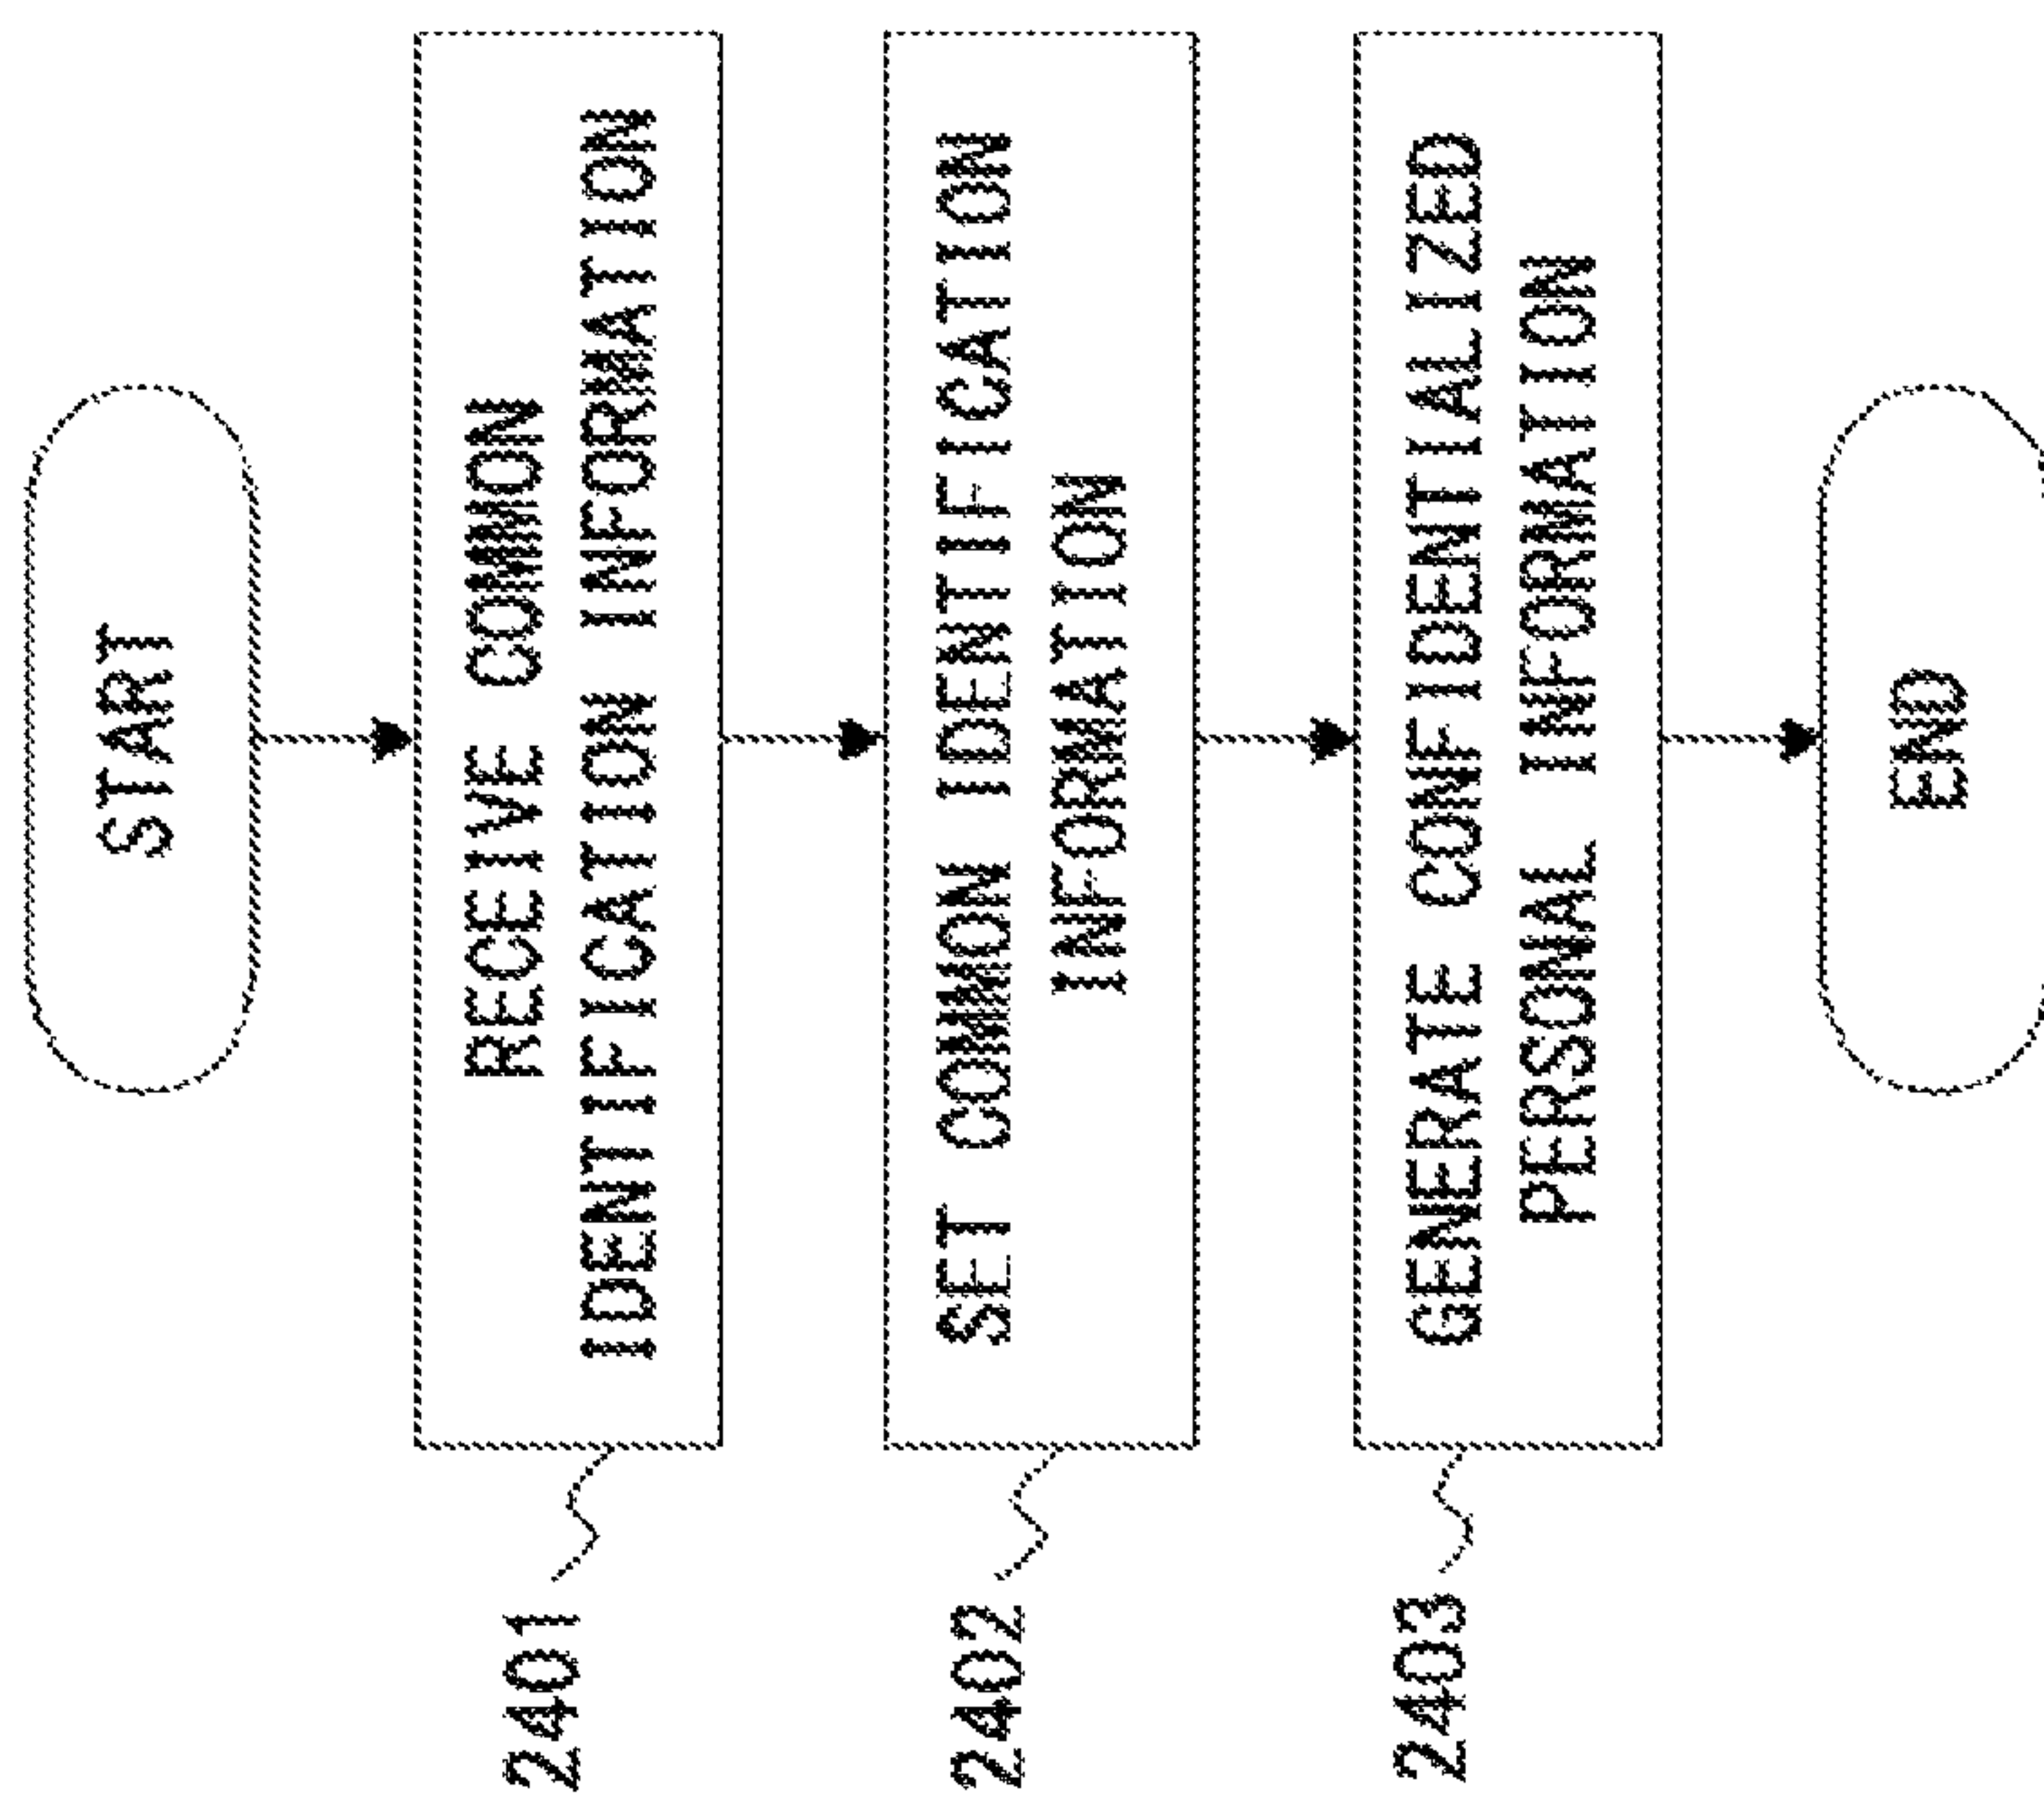 START
2401
RECEIVE COMMON
IDENTIFICATION INFORMATION
2402
SET COMMON IDENTIFICATION
INFORMATION
2403
GENERATE CONFIDENTIALIZED
PERSONAL INFORMATION
END